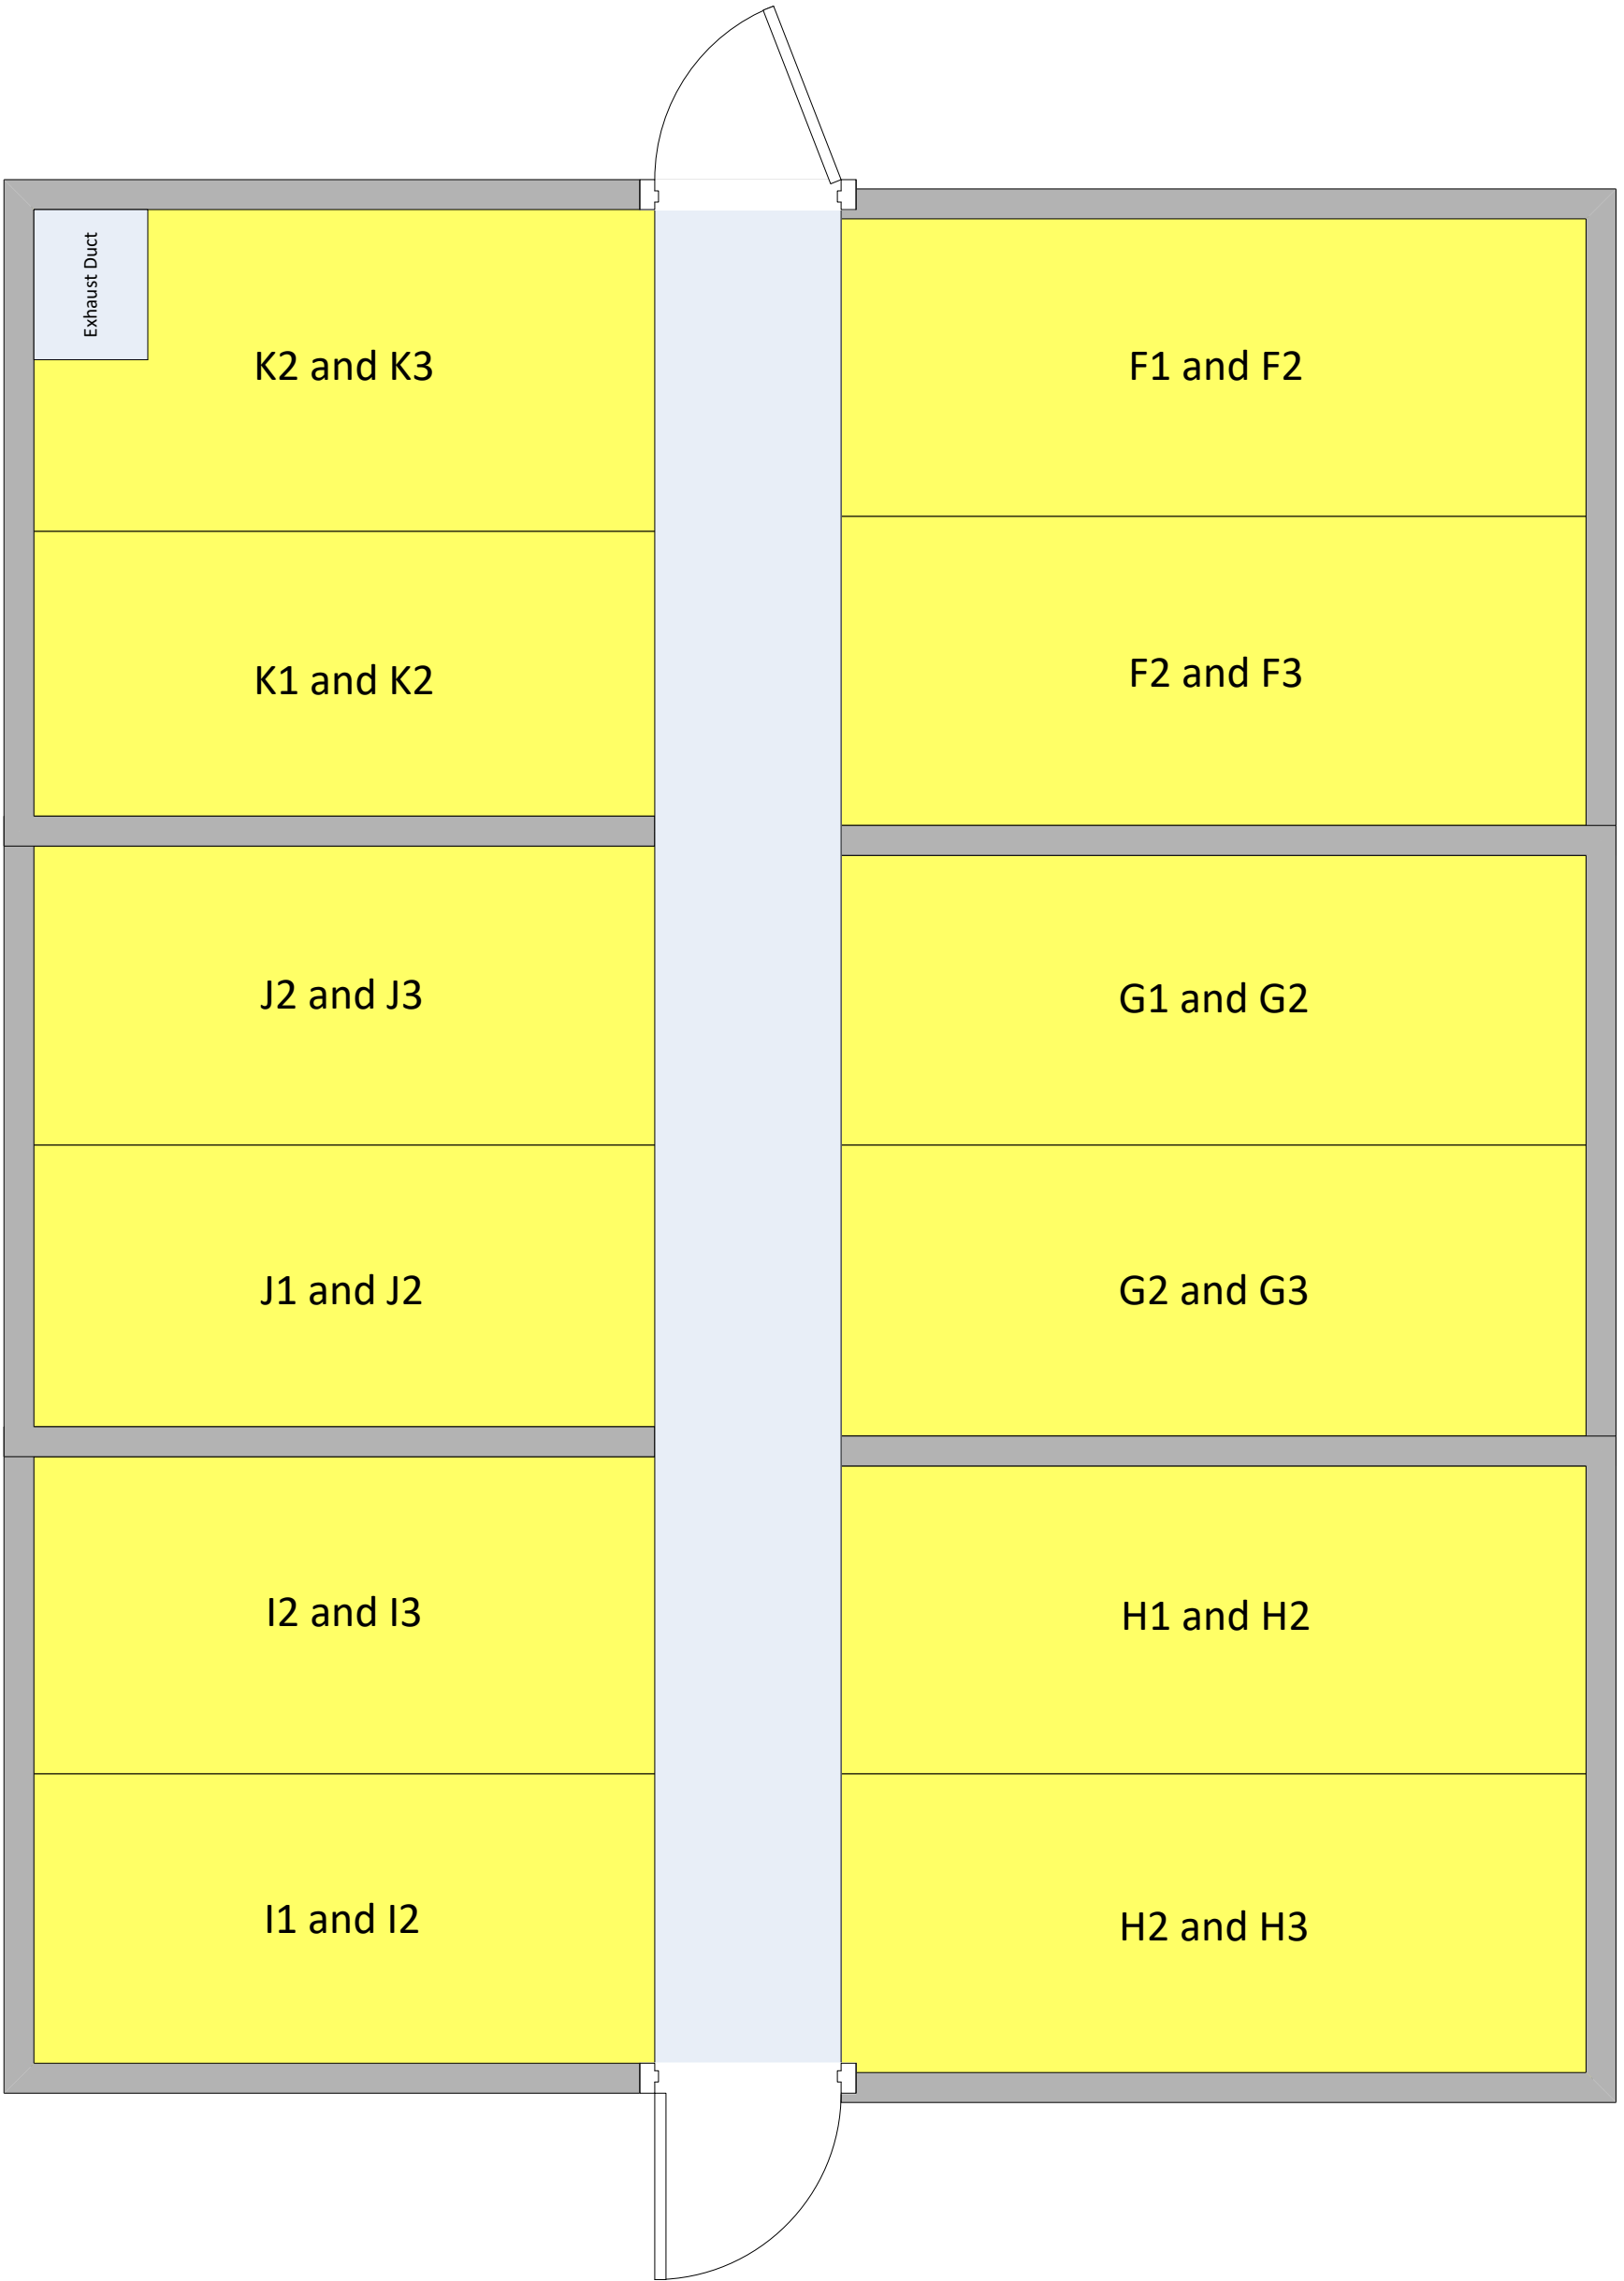 Exhaust Duct
K2 and K3
F1 and F2
K1 and K2
F2 and F3
J2 and J3
G1 and G2
J1 and J2
G2 and G3
I2 and I3
H1 and H2
I1 and I2
H2 and H3